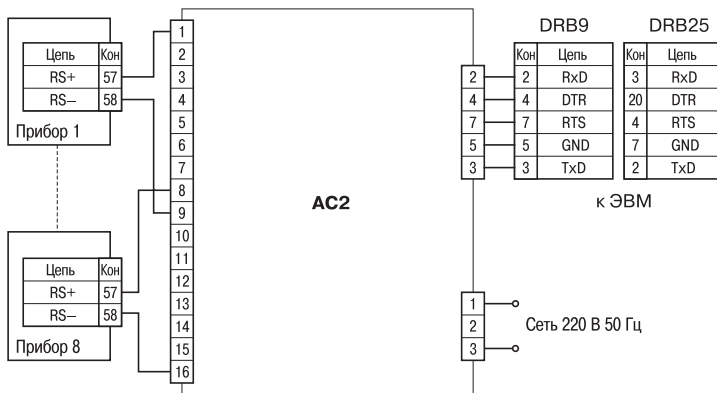 Цепь Кон
RS+ 57
RS– 58
Прибор 1
Цепь Кон
RS+ 57
RS– 58
Прибор 8
1
2
3
4
5
6
7
8
9
10
11
12
13
14
15
16
АС2
2
4
7
5
3
DRB9
Кон Цепь
2 RxD
4 DTR
7 RTS
5 GND
3 TxD
DRB25
Кон Цепь
3 RxD
20 DTR
4 RTS
7 GND
2 TxD
к ЭВМ
1
2
3
Сеть 220 В 50 Гц